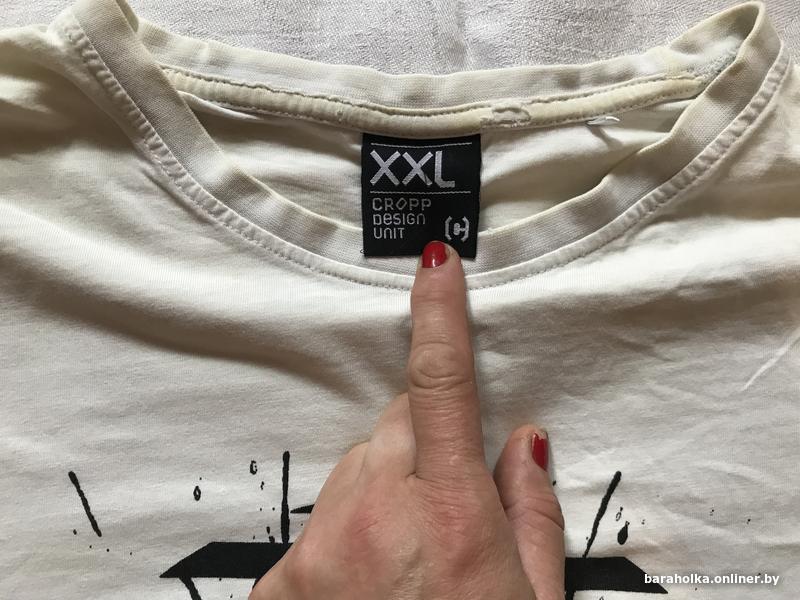 XXL
CROPP
DESIGN
UNIT
baraholka.onliner.by